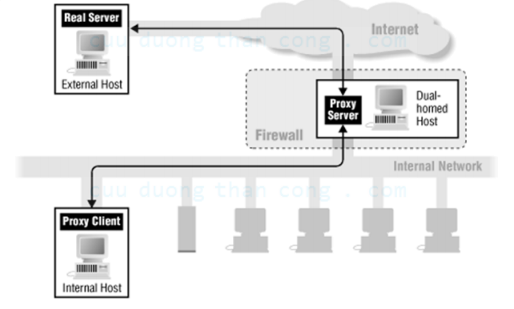 Real Server
Internet
cuu duong than cong . com
External Host
Proxy
Server
Dual-
homed
Host
Firewall
Internal Network
cuu duong than cong . com
Proxy Client
Internal Host